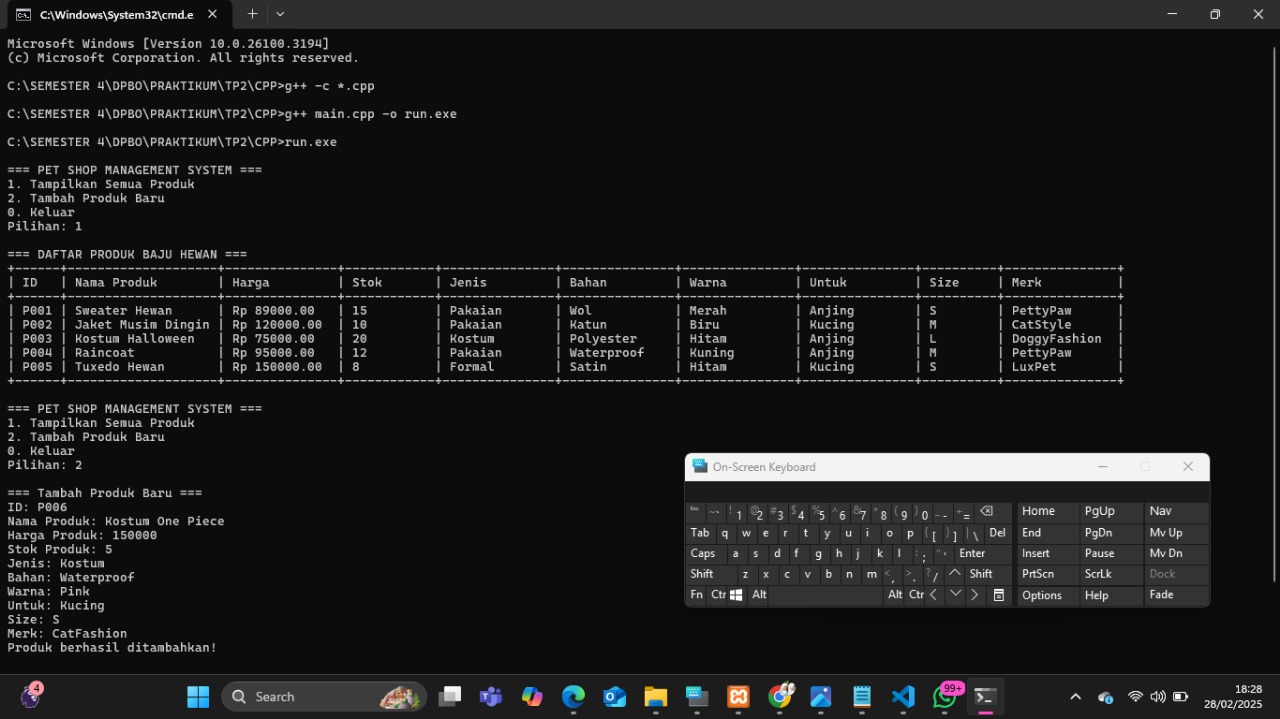 C:\Windows\System32\cmd.e
Microsoft Windows [Version 10.0.26100.3194]
(c) Microsoft Corporation. All rights reserved.
C:\SEMESTER 4\DPBO\PRAKTIKUM\TP2\CPP>g++ -c *.cpp
C:\SEMESTER 4\DPBO\PRAKTIKUM\TP2\CPP>g++ main.cpp -o run.exe
C:\SEMESTER 4\DPBO\PRAKTIKUM\TP2\CPP>run.exe
=== PET SHOP MANAGEMENT SYSTEM ===
1. Tampilkan Semua Produk
2. Tambah Produk Baru
0. Keluar
Pilihan: 1
=== DAFTAR PRODUK BAJU HEWAN ===
+------+--------------------+---------------+------------+---------------+---------------+---------------+---------------+----------+---------------+
| ID | Nama Produk | Harga | Stok | Jenis | Bahan | Warna | Untuk | Size | Merk |
+------+--------------------+---------------+------------+---------------+---------------+---------------+---------------+----------+---------------+
| P001 | Sweater Hewan | Rp 89000.00 | 15 | Pakaian | Wol | Merah | Anjing | S | PettyPaw |
| P002 | Jaket Musim Dingin | Rp 120000.00 | 10 | Pakaian | Katun | Biru | Kucing | M | CatStyle |
| P003 | Kostum Halloween | Rp 75000.00 | 20 | Kostum | Polyester | Hitam | Anjing | L | DoggyFashion |
| P004 | Raincoat | Rp 95000.00 | 12 | Pakaian | Waterproof | Kuning | Anjing | M | PettyPaw |
| P005 | Tuxedo Hewan | Rp 150000.00 | 8 | Formal | Satin | Hitam | Kucing | S | LuxPet |
+------+--------------------+---------------+------------+---------------+---------------+---------------+---------------+----------+---------------+
=== PET SHOP MANAGEMENT SYSTEM ===
1. Tampilkan Semua Produk
2. Tambah Produk Baru
0. Keluar
Pilihan: 2
=== Tambah Produk Baru ===
ID: P006
Nama Produk: Kostum One Piece
Harga Produk: 150000
Stok Produk: 5
Jenis: Kostum
Bahan: Waterproof
Warna: Pink
Untuk: Kucing
Size: S
Merk: CatFashion
Produk berhasil ditambahkan!
On-Screen Keyboard
~ ` ! 1 @ 2 # 3 $ 4 % 5 ^ 6 & 7 * 8 ( 9 ) 0 _ - + = Home PgUp Nav
Tab q w e r t y u i o p { [ } ] | \ Del End PgDn Mv Up
Caps a s d f g h j k l : ; " ' Enter Insert Pause Mv Dn
Shift z x c v b n m < , > . ? / Shift PrtScn ScrLk Dock
Fn Ctr Alt Alt Ctr Options Help Fade
4
Search
99+
18:28
28/02/2025